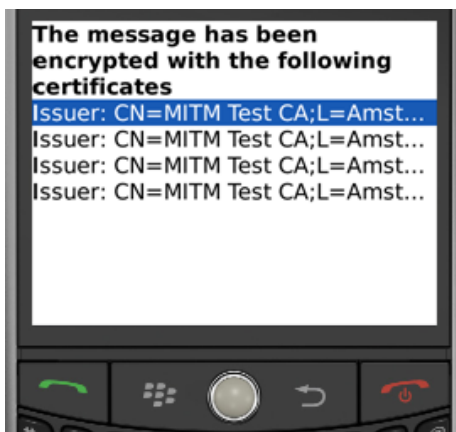 The message has been
encrypted with the following
certificates
Issuer: CN=MITM Test CA;L=Amst...
Issuer: CN=MITM Test CA;L=Amst...
Issuer: CN=MITM Test CA;L=Amst...
Issuer: CN=MITM Test CA;L=Amst...